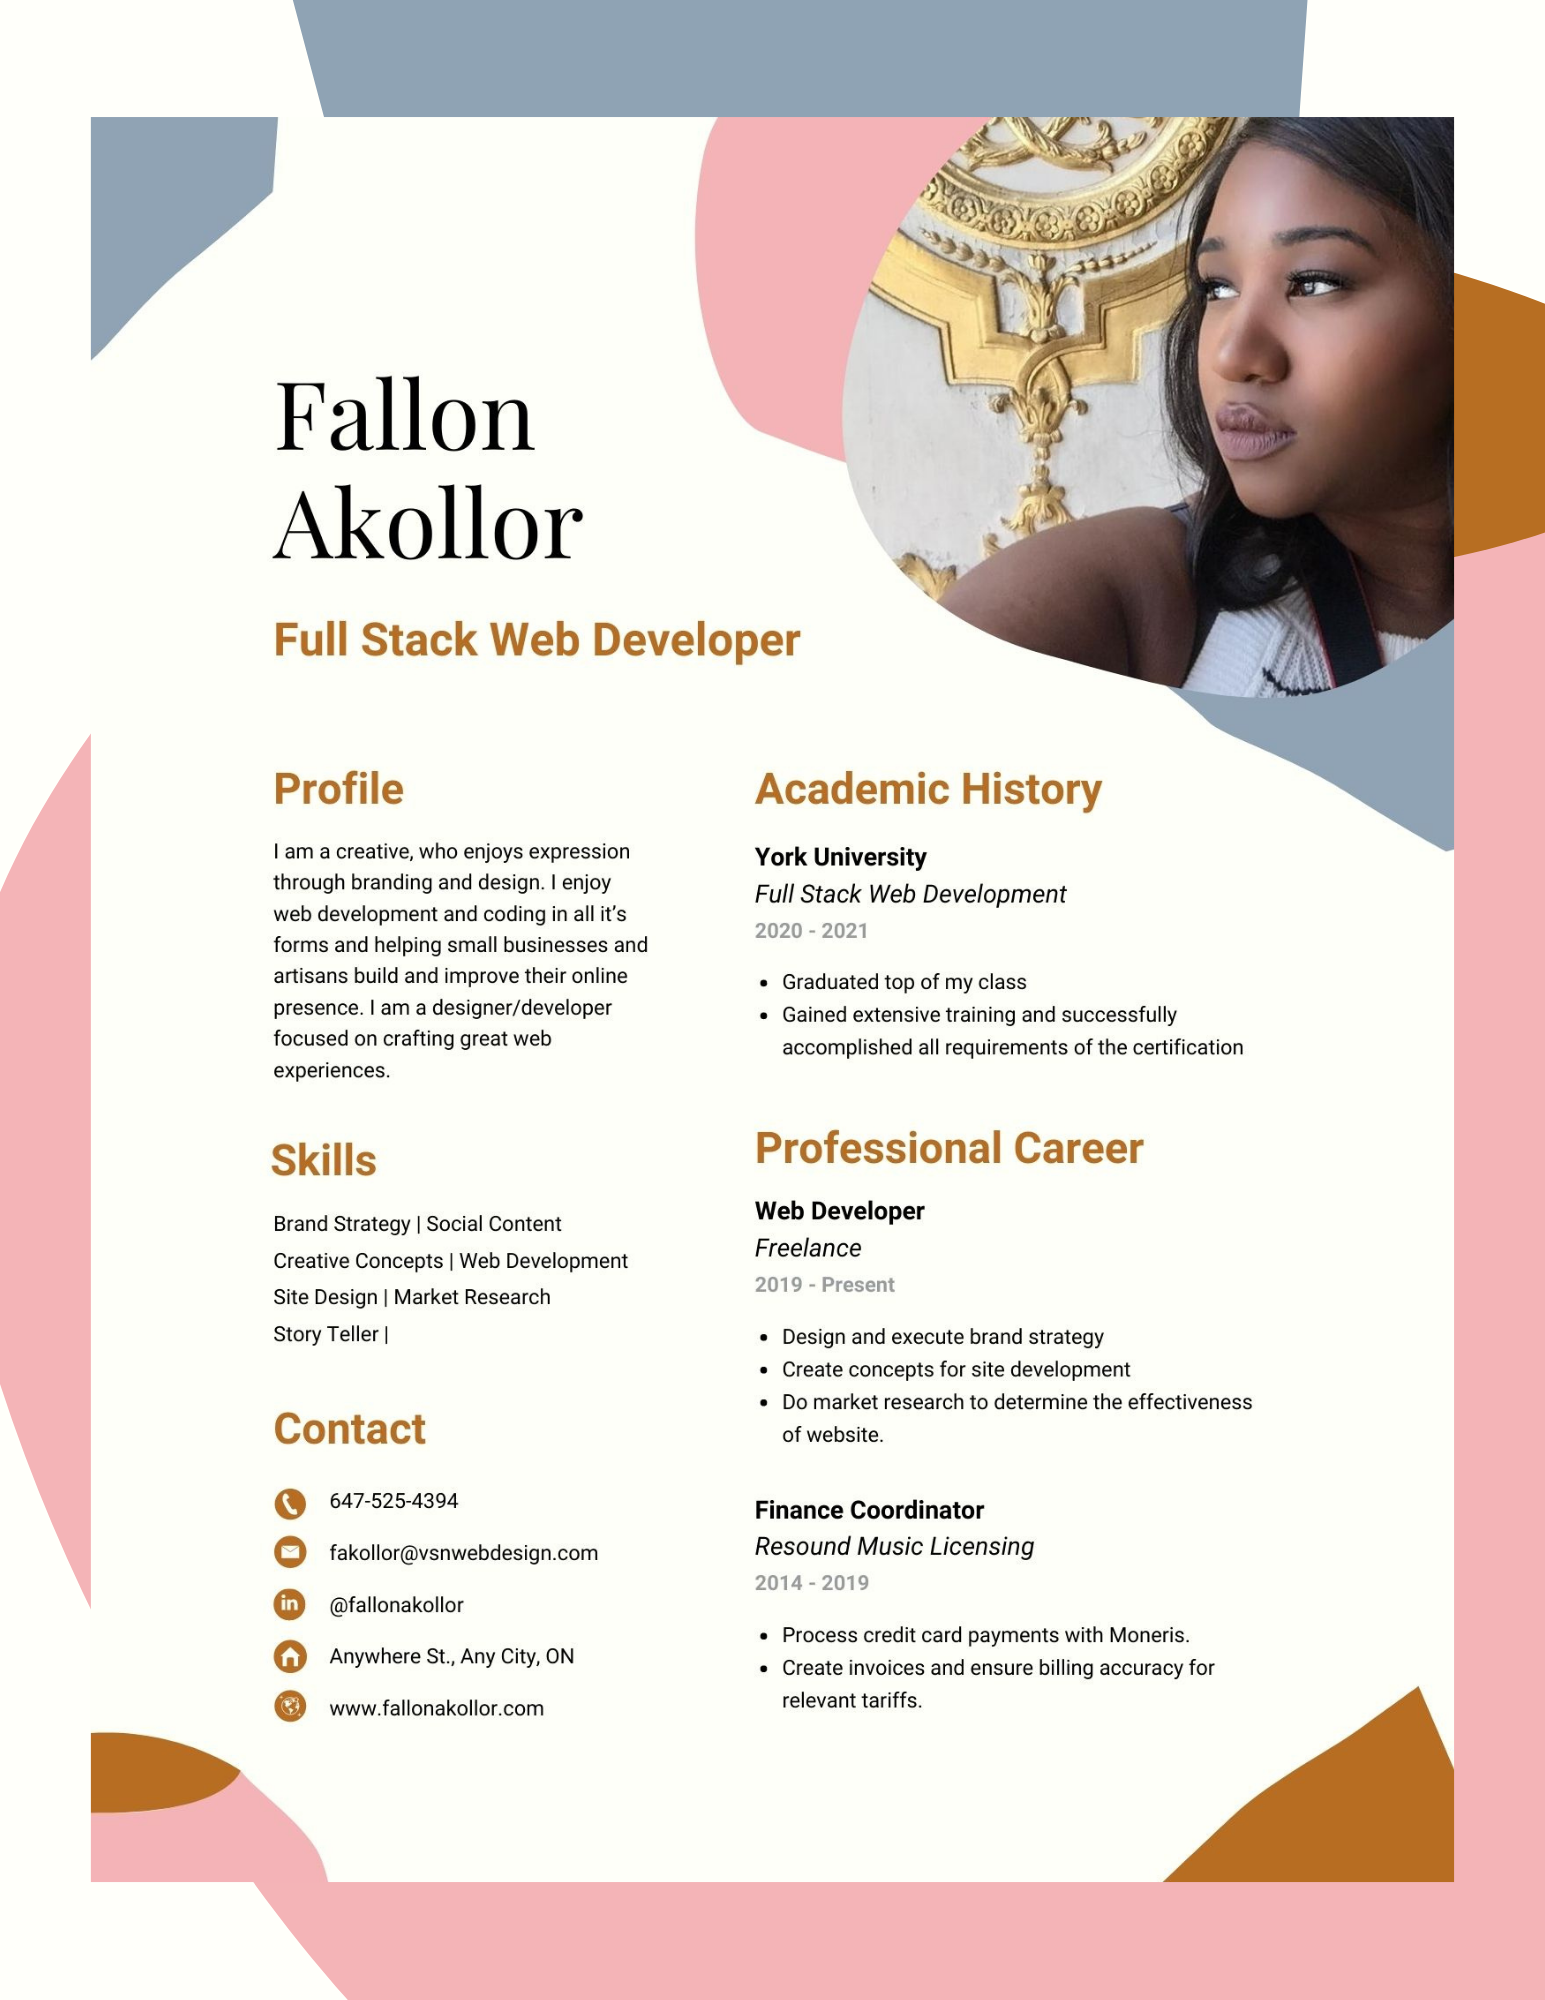 Fallon
Akollor
Full Stack Web Developer
Profile
I am a creative, who enjoys expression
through branding and design. I enjoy
web development and coding in all it’s
forms and helping small businesses and
artisans build and improve their online
presence. I am a designer/developer
focused on crafting great web
experiences.
Skills
Brand Strategy | Social Content
Creative Concepts | Web Development
Site Design | Market Research
Story Teller |
Contact
647-525-4394
fakollor@vsnwebdesign.com
in @fallonakollor
Anywhere St., Any City, ON
www.fallonakollor.com
Academic History
York University
Full Stack Web Development
2020 - 2021
• Graduated top of my class
• Gained extensive training and successfully
accomplished all requirements of the certification
Professional Career
Web Developer
Freelance
2019 - Present
• Design and execute brand strategy
• Create concepts for site development
• Do market research to determine the effectiveness
of website.
Finance Coordinator
Resound Music Licensing
2014 - 2019
• Process credit card payments with Moneris.
• Create invoices and ensure billing accuracy for
relevant tariffs.